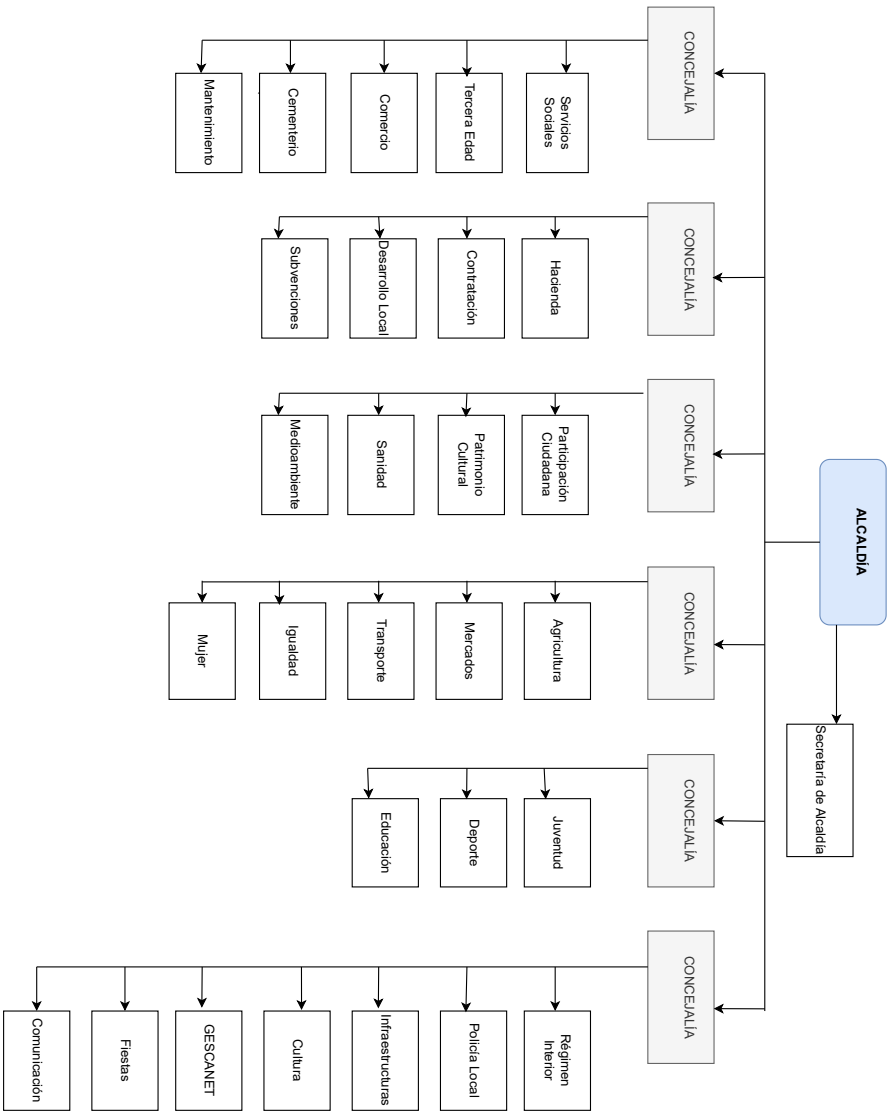 ALCALDÍA
Secretaría de Alcaldía
CONCEJALÍA
Servicios
Sociales
Tercera Edad
Comercio
Cementerio
Mantenimiento
CONCEJALÍA
Hacienda
Contratación
Desarrollo Local
Subvenciones
CONCEJALÍA
Participación
Ciudadana
Patrimonio
Cultural
Sanidad
Medioambiente
CONCEJALÍA
Agricultura
Mercados
Transporte
Igualdad
Mujer
CONCEJALÍA
Juventud
Deporte
Educación
CONCEJALÍA
Régimen
Interior
Policía Local
Infraestructuras
Cultura
GESCANET
Fiestas
Comunicación